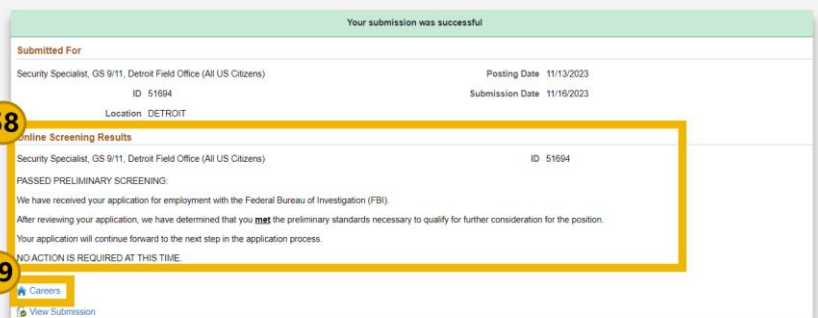 Your submission was successful
Submitted For
Security Specialist, GS 9/11, Detroit Field Office (All US Citizens) Posting Date 11/13/2023
ID 51694 Submission Date 11/16/2023
Location DETROIT
58
Online Screening Results
Security Specialist, GS 9/11, Detroit Field Office (All US Citizens) ID 51694
PASSED PRELIMINARY SCREENING:
We have received your application for employment with the Federal Bureau of Investigation (FBI).
After reviewing your application, we have determined that you met the preliminary standards necessary to qualify for further consideration for the position.
Your application will continue forward to the next step in the application process.
NO ACTION IS REQUIRED AT THIS TIME.
Careers
View Submission